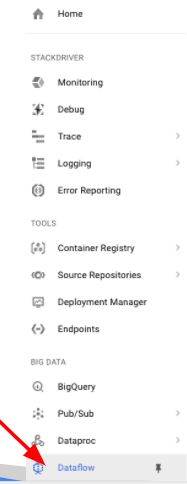 Home
STACKDRIVER
Monitoring
Debug
Trace
Logging
Error Reporting
TOOLS
Container Registry
Source Repositories
Deployment Manager
Endpoints
BIG DATA
BigQuery
Pub/Sub
Dataproc
Dataflow